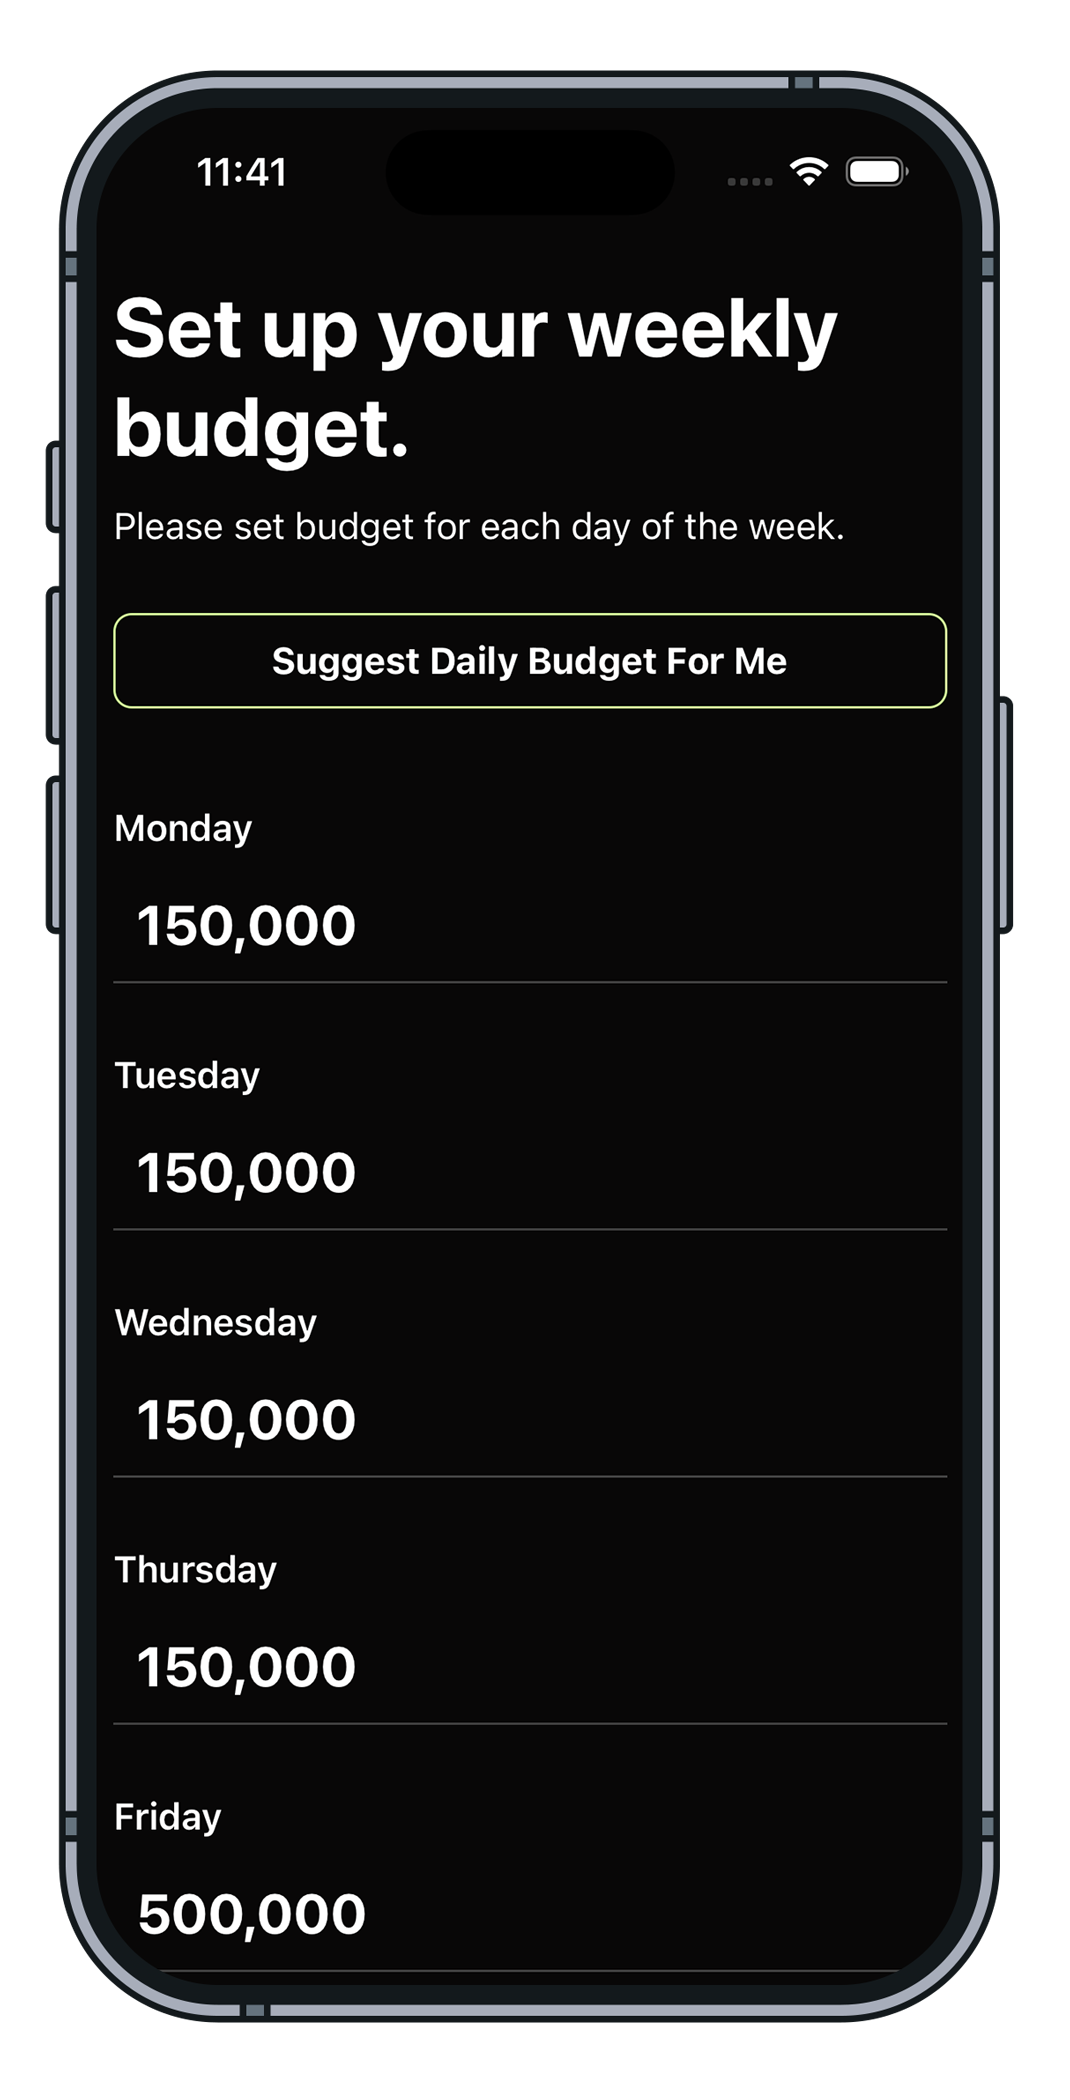 11:41
Set up your weekly
budget.
Please set budget for each day of the week.
Suggest Daily Budget For Me
Monday
150,000
Tuesday
150,000
Wednesday
150,000
Thursday
150,000
Friday
500,000